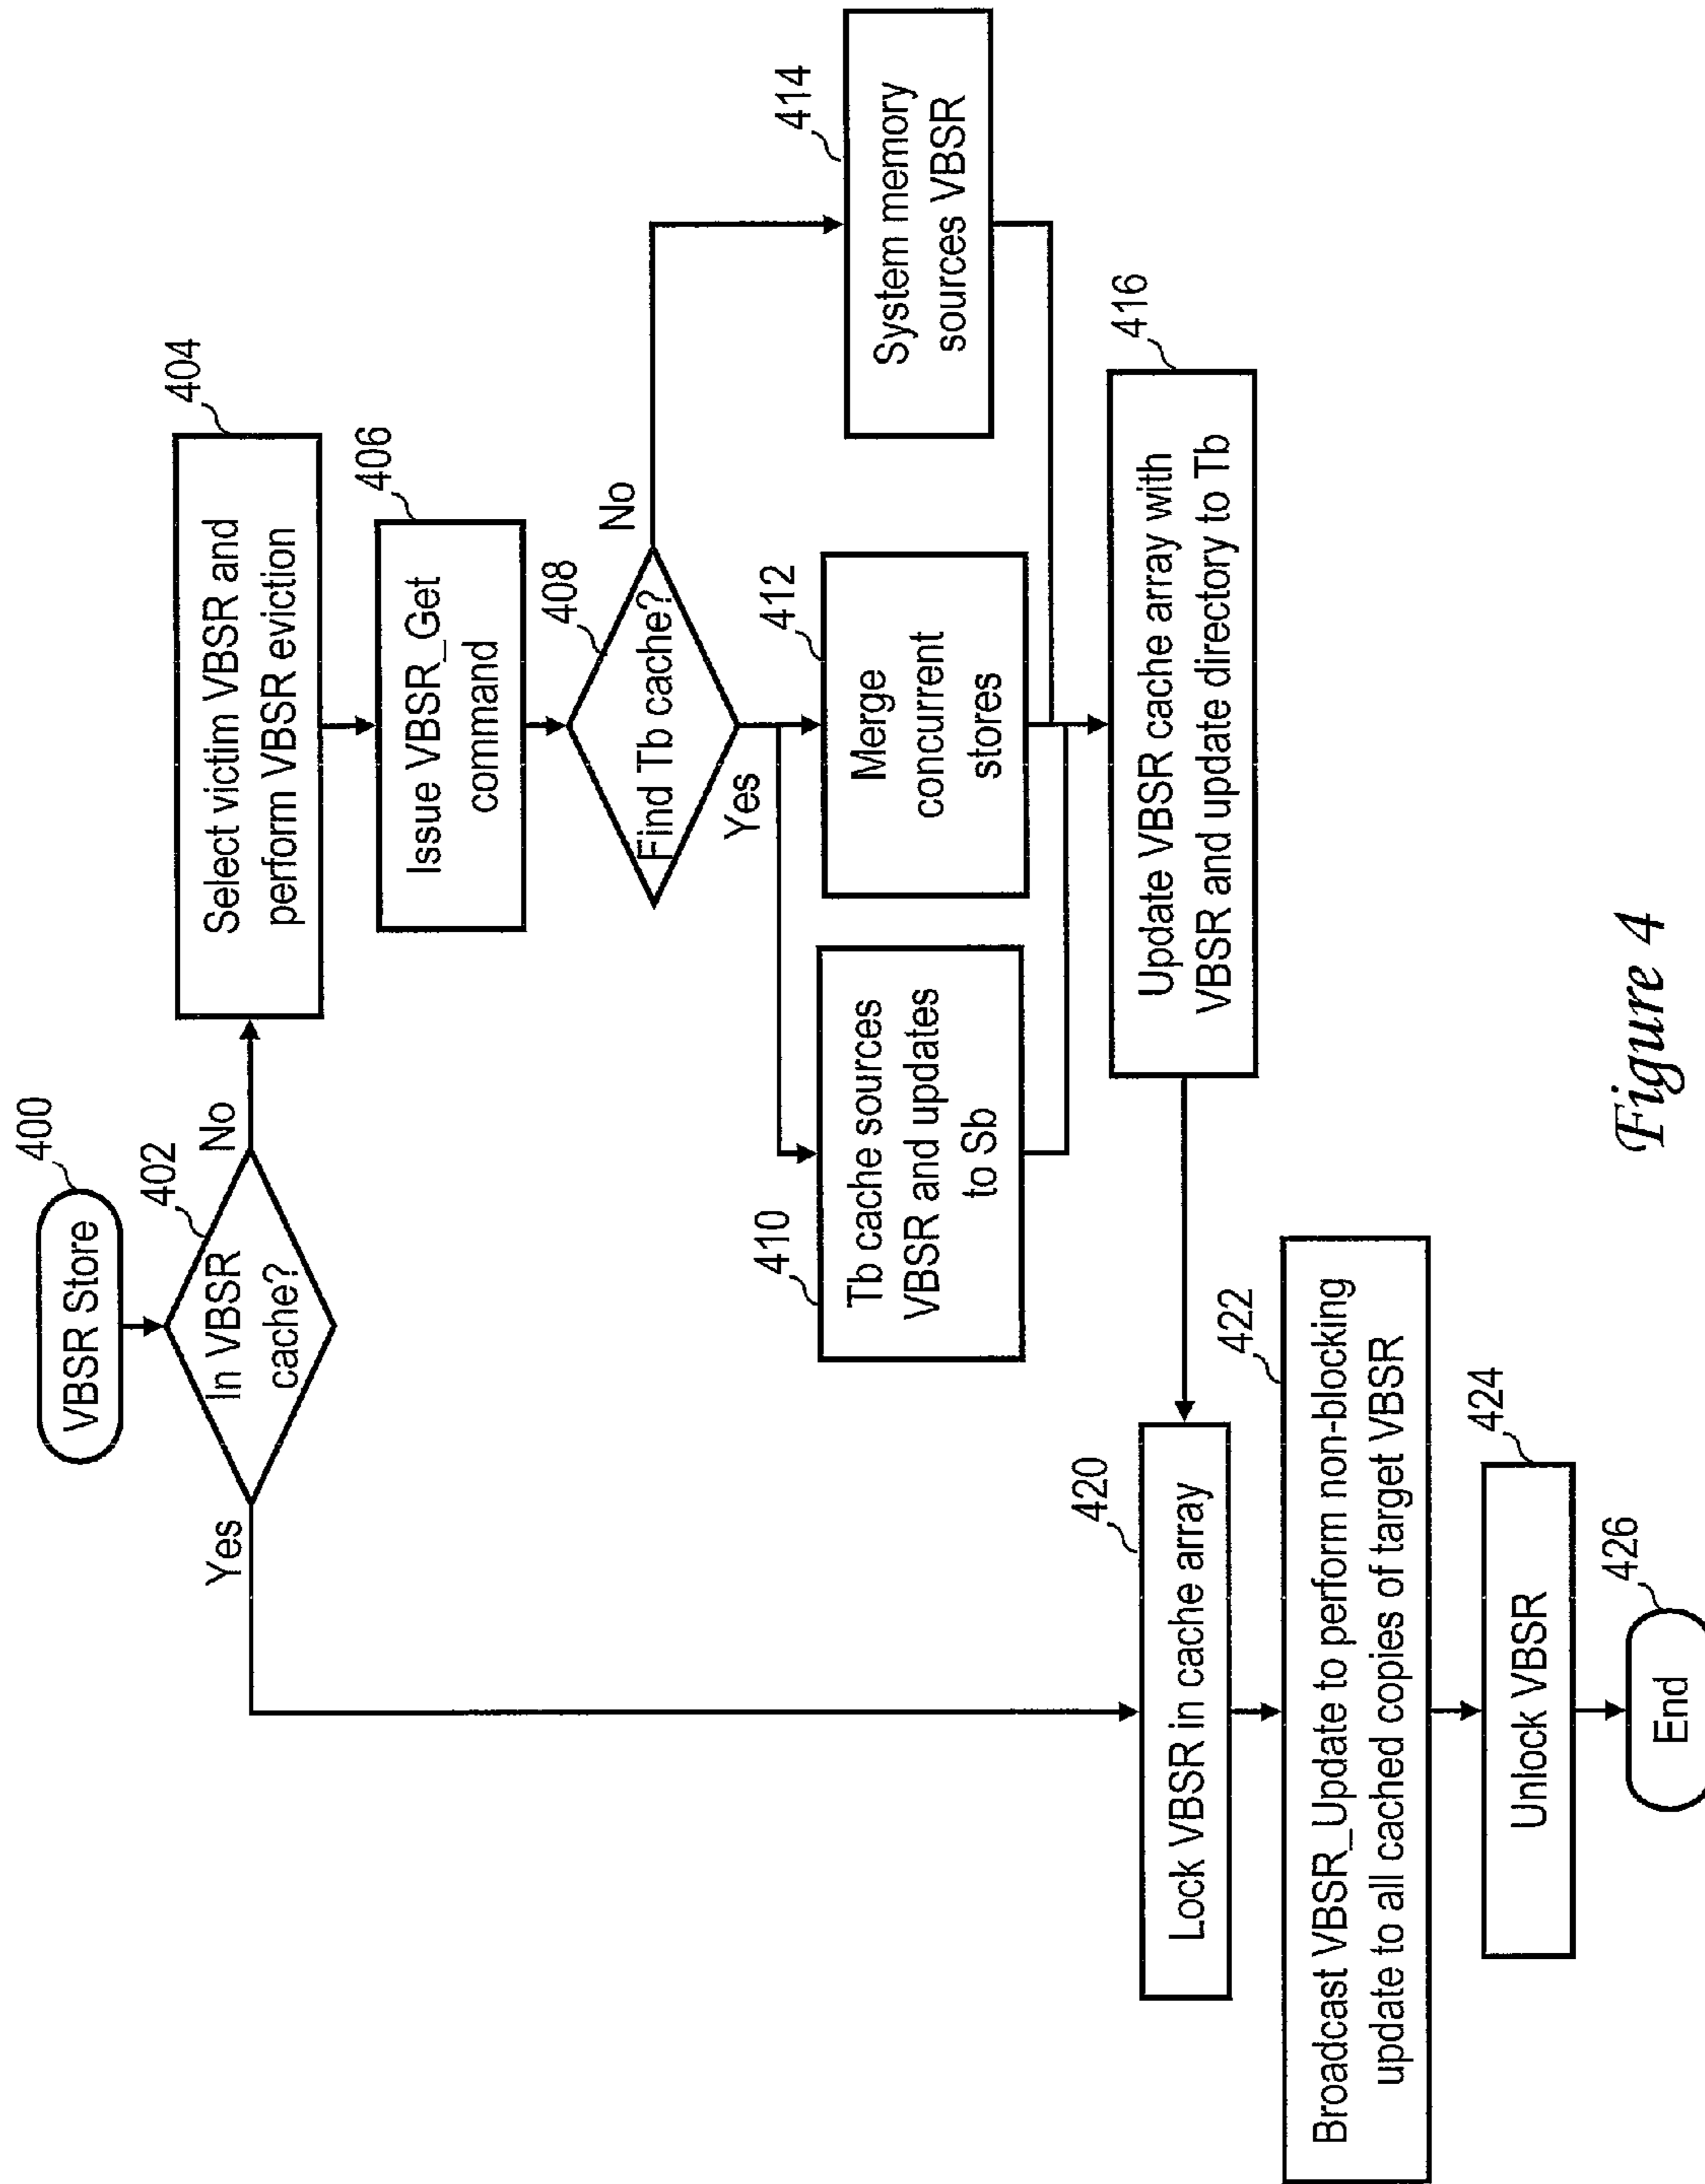 400
VBSR Store
402
In VBSR
cache?
No
Yes
404
Select victim VBSR and
perform VBSR eviction
406
Issue VBSR_Get
command
408
Find Tb cache?
No
Yes
410
Tb cache sources
VBSR and updates
to Sb
412
Merge
concurrent
stores
414
System memory
sources VBSR
416
Update VBSR cache array with
VBSR and update directory to Tb
420
Lock VBSR in cache array
422
Broadcast VBSR_Update to perform non-blocking
update to all cached copies of target VBSR
424
Unlock VBSR
426
End
Figure 4